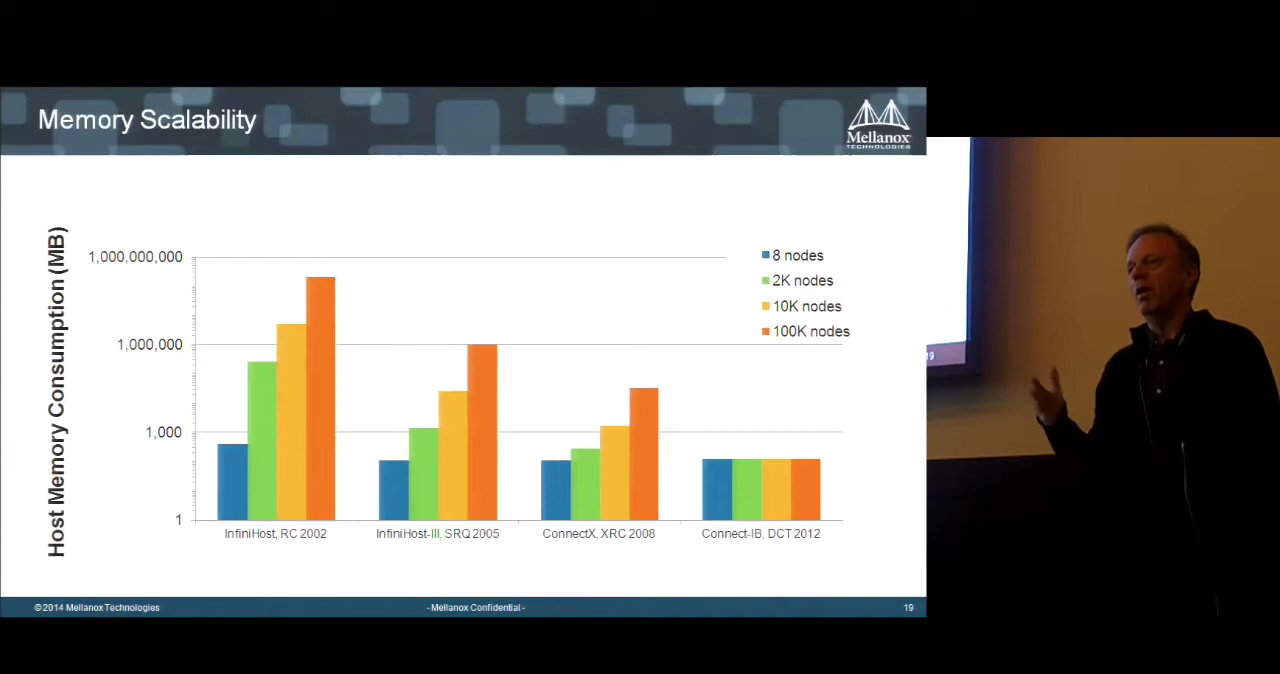 Memory Scalability
Mellanox
TECHNOLOGIES
Host Memory Consumption (MB)
1,000,000,000
1,000,000
1,000
1
8 nodes
2K nodes
10K nodes
100K nodes
InfiniHost, RC 2002
InfiniHost-III, SRQ 2005
ConnectX, XRC 2008
Connect-IB, DCT 2012
© 2014 Mellanox Technologies
- Mellanox Confidential -
19
19